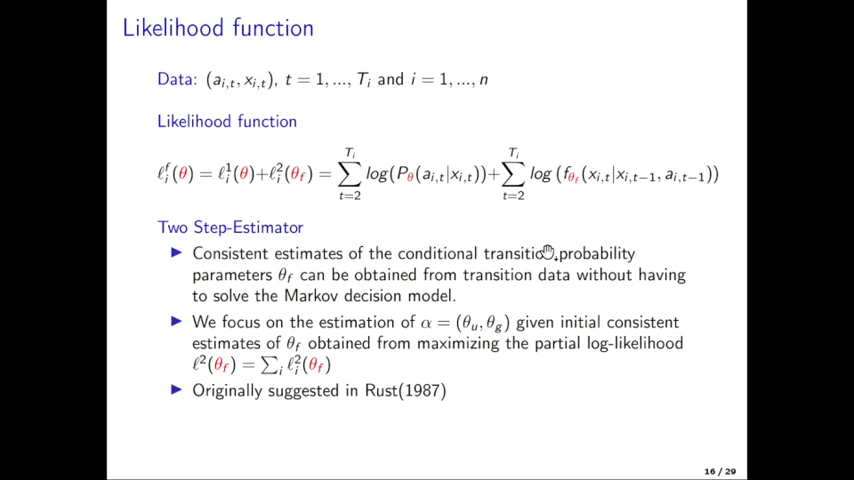 Likelihood function
Data: (a_{i,t}, x_{i,t}), t = 1, ..., T_i and i = 1, ..., n
Likelihood function
ℓ_i^f(θ) = ℓ_i^1(θ)+ℓ_i^2(θ_f) = ∑_{t=2}^{T_i} log(P_θ(a_{i,t}|x_{i,t}))+∑_{t=2}^{T_i} log (f_{θ_f}(x_{i,t}|x_{i,t−1}, a_{i,t−1}))
Two Step-Estimator
▶ Consistent estimates of the conditional transition probability
parameters θ_f can be obtained from transition data without having
to solve the Markov decision model.
▶ We focus on the estimation of α = (θ_u, θ_g) given initial consistent
estimates of θ_f obtained from maximizing the partial log-likelihood
ℓ^2(θ_f) = ∑_i ℓ_i^2(θ_f)
▶ Originally suggested in Rust(1987)
16 / 29